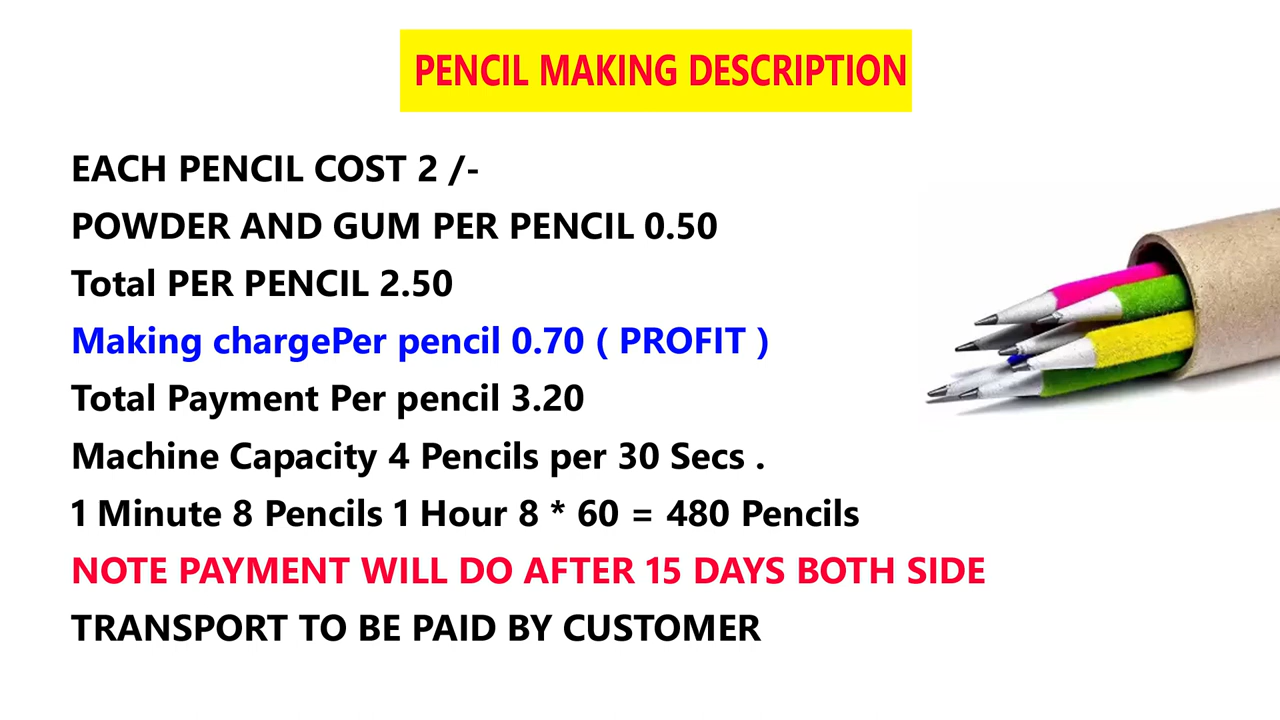 PENCIL MAKING DESCRIPTION
EACH PENCIL COST 2 /-
POWDER AND GUM PER PENCIL 0.50
Total PER PENCIL 2.50
Making chargePer pencil 0.70 ( PROFIT )
Total Payment Per pencil 3.20
Machine Capacity 4 Pencils per 30 Secs .
1 Minute 8 Pencils 1 Hour 8 * 60 = 480 Pencils
NOTE PAYMENT WILL DO AFTER 15 DAYS BOTH SIDE
TRANSPORT TO BE PAID BY CUSTOMER